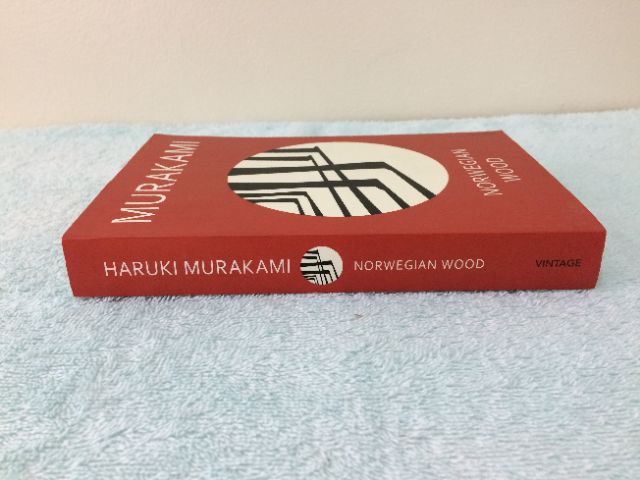 MURAKAMI
NORWEGIAN
WOOD
HARUKI MURAKAMI
NORWEGIAN WOOD
VINTAGE